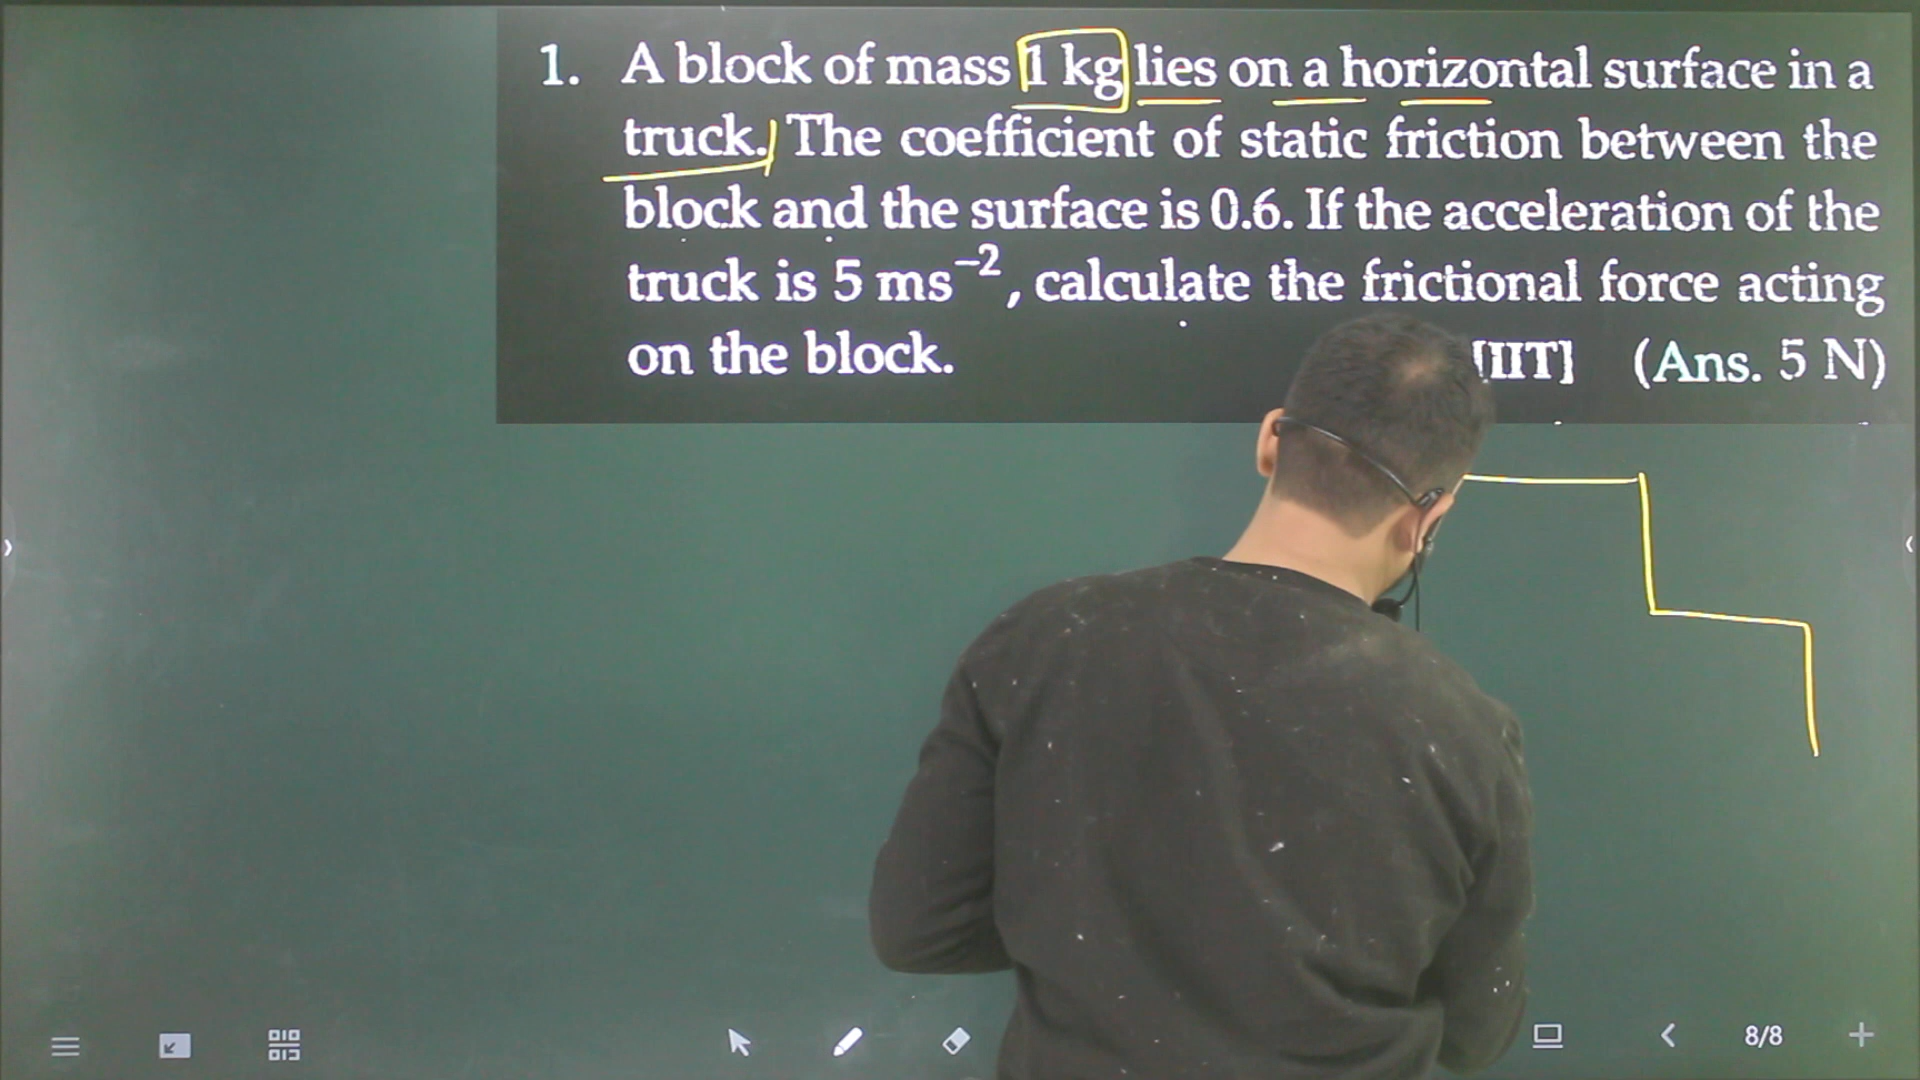 1. A block of mass 1 kg lies on a horizontal surface in a
truck. The coefficient of static friction between the
block and the surface is 0.6. If the acceleration of the
truck is 5 ms⁻², calculate the frictional force acting
on the block. [IIT] (Ans. 5 N)
8/8